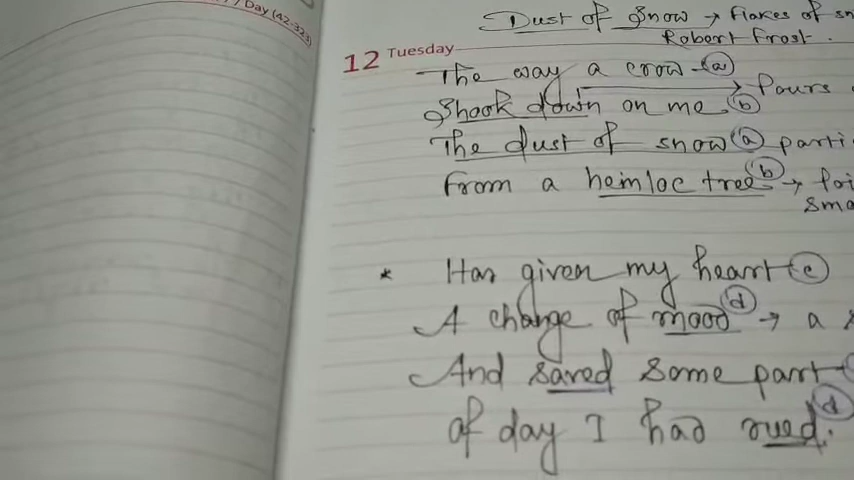 Day (42-323)
Dust of Snow → Flakes of sn
Robert Frost.
12 Tuesday
The way a crow (a)
Shook down on me (b) → Pours
The dust of snow (a) parti
From a hemloc tree (b) →
* Has given my heart (c)
A change of mood (d) → a
And saved some part
of day I had rued. (d)